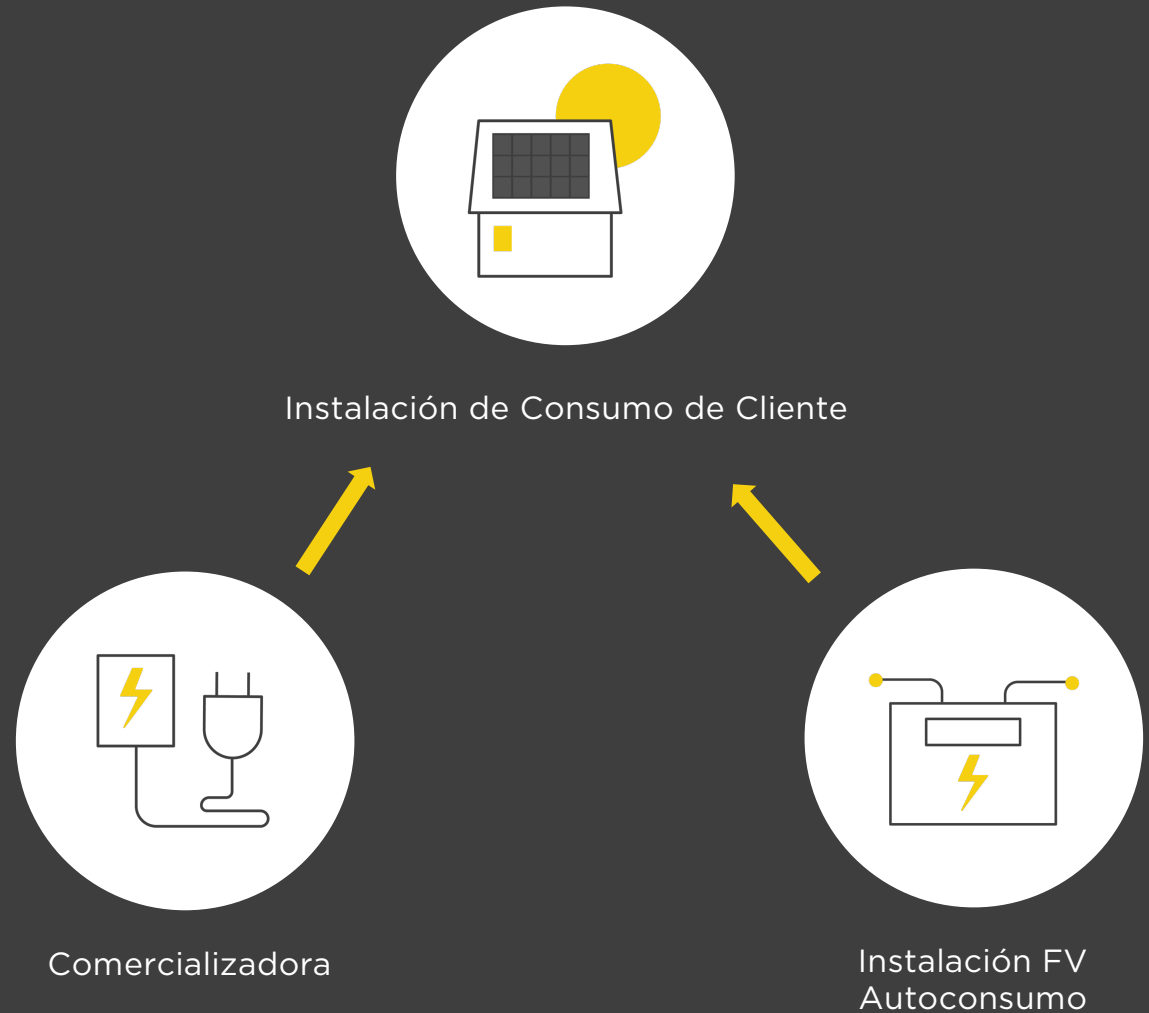 Instalación de Consumo de Cliente
Comercializadora
Instalación FV
Autoconsumo